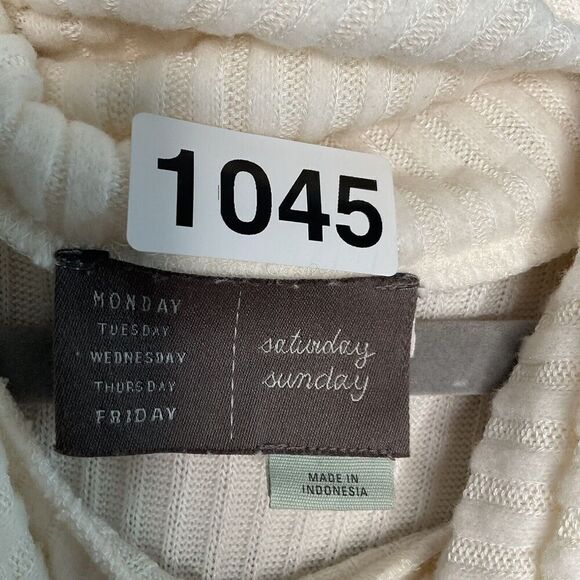 1045
MONDAY
TUESDAY
WEDNESDAY
THURSDAY
FRIDAY
saturday
sunday
MADE IN
INDONESIA